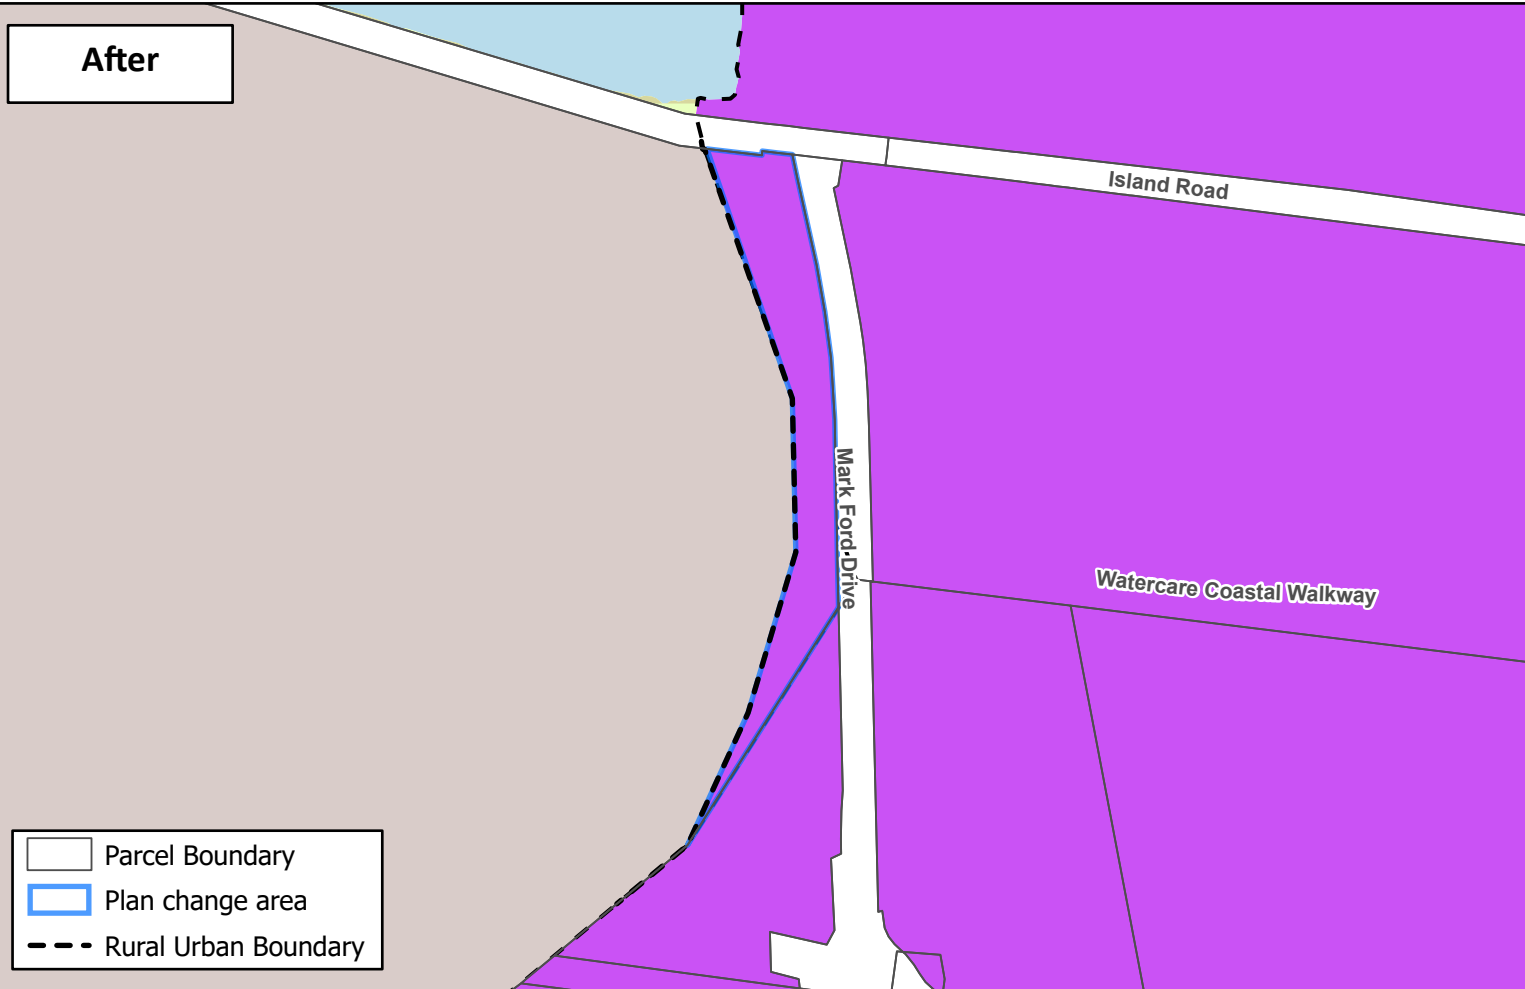 After
Island Road
Mark Ford Drive
Watercare Coastal Walkway
Parcel Boundary
Plan change area
Rural Urban Boundary